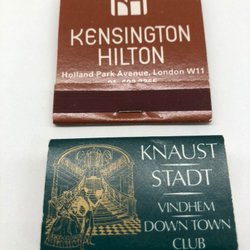 KENSINGTON
HILTON
Holland Park Avenue, London W11
KNAUST
STADT
VINDHEM
DOWN TOWN
CLUB